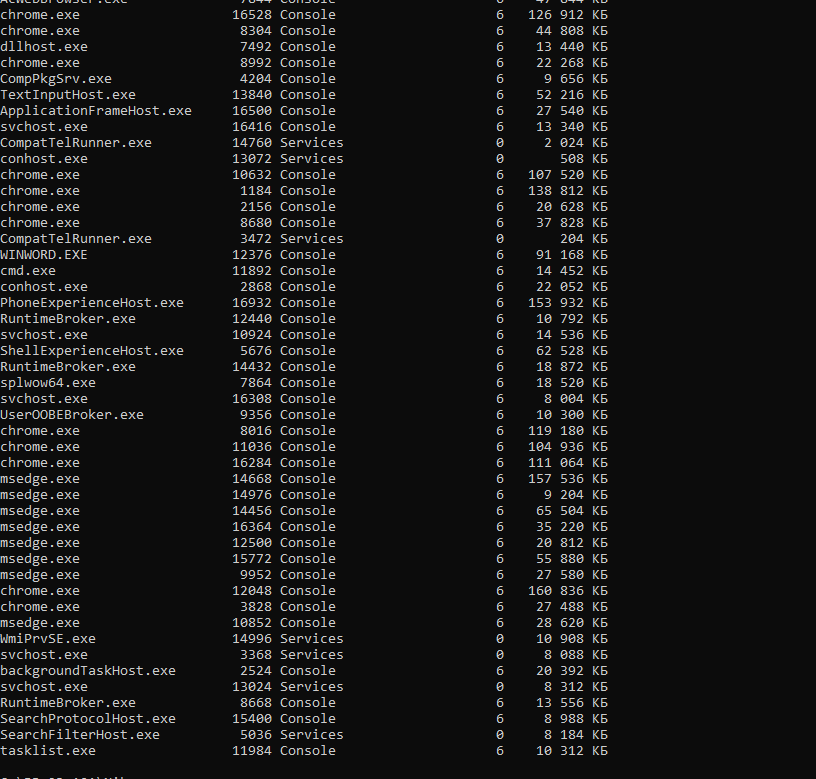 chrome.exe 16528 Console 6 126 912 КБ
chrome.exe 8304 Console 6 44 808 КБ
dllhost.exe 7492 Console 6 13 440 КБ
chrome.exe 8992 Console 6 22 268 КБ
CompPkgSrv.exe 4204 Console 6 9 656 КБ
TextInputHost.exe 13840 Console 6 52 216 КБ
ApplicationFrameHost.exe 16500 Console 6 27 540 КБ
svchost.exe 16416 Console 6 13 340 КБ
CompatTelRunner.exe 14760 Services 0 2 024 КБ
conhost.exe 13072 Services 0 508 КБ
chrome.exe 10632 Console 6 107 520 КБ
chrome.exe 1184 Console 6 138 812 КБ
chrome.exe 2156 Console 6 20 628 КБ
chrome.exe 8680 Console 6 37 828 КБ
CompatTelRunner.exe 3472 Services 0 204 КБ
WINWORD.EXE 12376 Console 6 91 168 КБ
cmd.exe 11892 Console 6 14 452 КБ
conhost.exe 2868 Console 6 22 052 КБ
PhoneExperienceHost.exe 16932 Console 6 153 932 КБ
RuntimeBroker.exe 12440 Console 6 10 792 КБ
svchost.exe 10924 Console 6 14 536 КБ
ShellExperienceHost.exe 5676 Console 6 62 528 КБ
RuntimeBroker.exe 14432 Console 6 18 872 КБ
splwow64.exe 7864 Console 6 18 520 КБ
svchost.exe 16308 Console 6 8 004 КБ
UserOOBEBroker.exe 9356 Console 6 10 300 КБ
chrome.exe 8016 Console 6 119 180 КБ
chrome.exe 11036 Console 6 104 936 КБ
chrome.exe 16284 Console 6 111 064 КБ
msedge.exe 14668 Console 6 157 536 КБ
msedge.exe 14976 Console 6 9 204 КБ
msedge.exe 14456 Console 6 65 504 КБ
msedge.exe 16364 Console 6 35 220 КБ
msedge.exe 12500 Console 6 20 812 КБ
msedge.exe 15772 Console 6 55 880 КБ
msedge.exe 9952 Console 6 27 580 КБ
chrome.exe 12048 Console 6 160 836 КБ
chrome.exe 3828 Console 6 27 488 КБ
msedge.exe 10852 Console 6 28 620 КБ
WmiPrvSE.exe 14996 Services 0 10 908 КБ
svchost.exe 3368 Services 0 8 088 КБ
backgroundTaskHost.exe 2524 Console 6 20 392 КБ
svchost.exe 13024 Services 0 8 312 КБ
RuntimeBroker.exe 8668 Console 6 13 556 КБ
SearchProtocolHost.exe 15400 Console 6 8 988 КБ
SearchFilterHost.exe 5036 Services 0 8 184 КБ
tasklist.exe 11984 Console 6 10 312 КБ